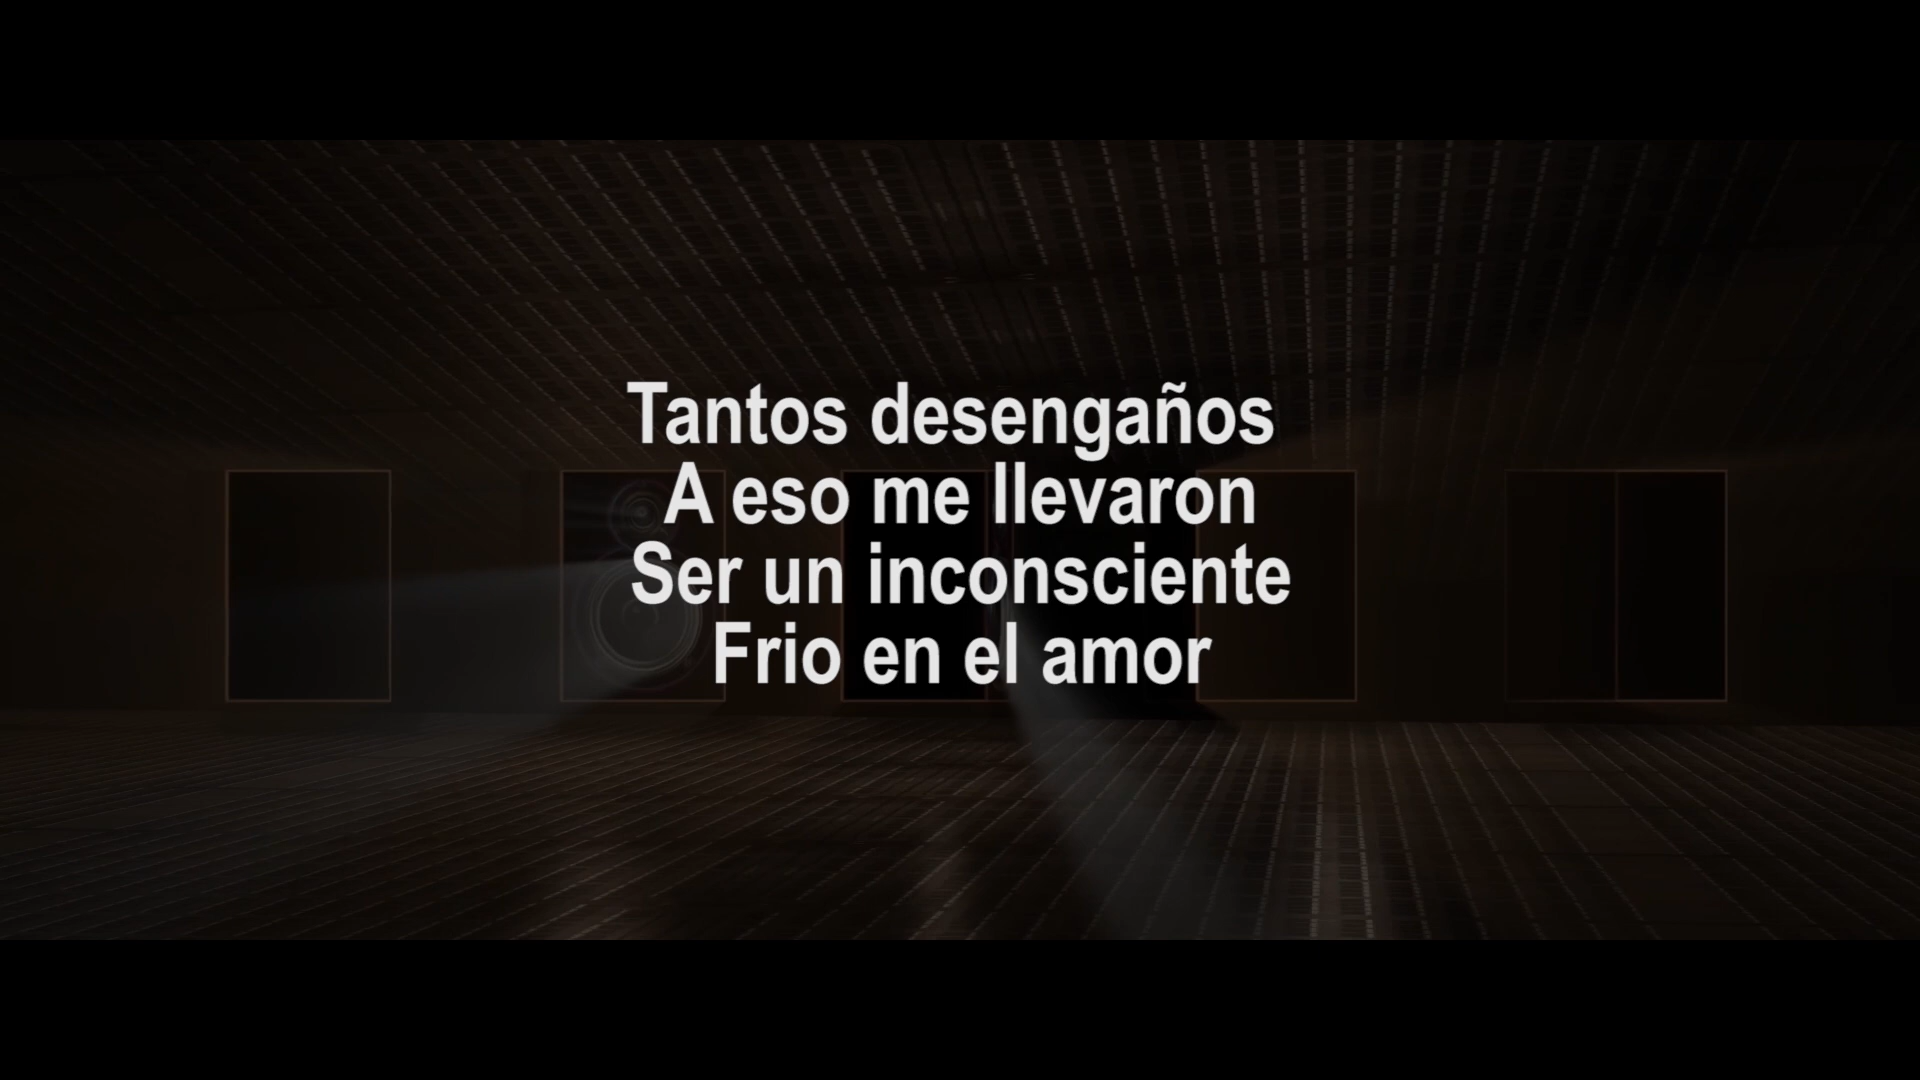 Tantos desengaños
A eso me llevaron
Ser un inconsciente
Frio en el amor